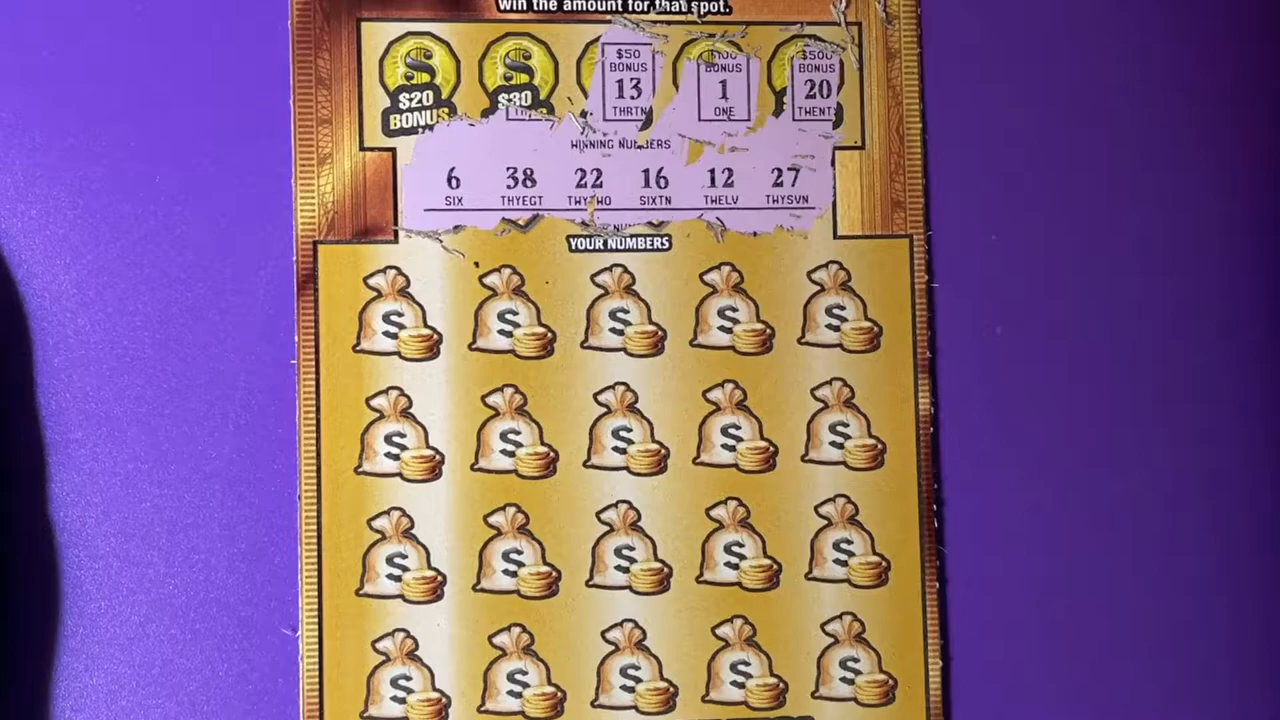 win the amount for that spot.
$20 BONUS
$30
$50 BONUS 13 THRTN
$100 BONUS 1 ONE
$500 BONUS 20 TWENT
WINNING NUMBERS
6 38 22 16 12 27
SIX THYEGT TWYTWO SIXTN TWELV TWYSVN
YOUR NUMBERS
$ $ $ $ $
$ $ $ $ $
$ $ $ $ $
$ $ $ $ $